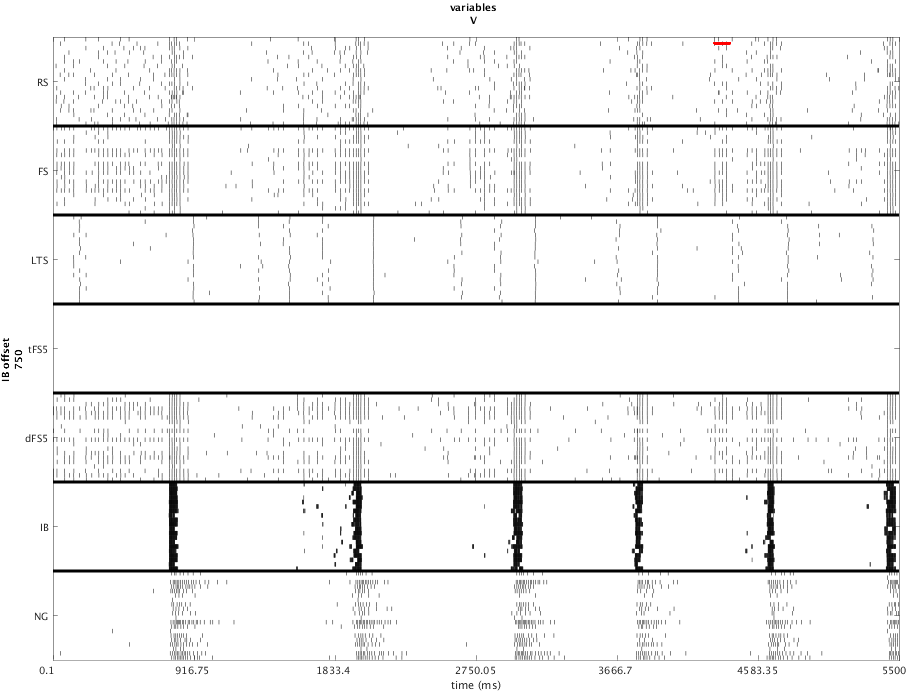 variables
V
RS
FS
LTS
tFS5
dFS5
IB
NG
IB offset
750
0.1 916.75 1833.4 2750.05 3666.7 4583.35 5500
time (ms)